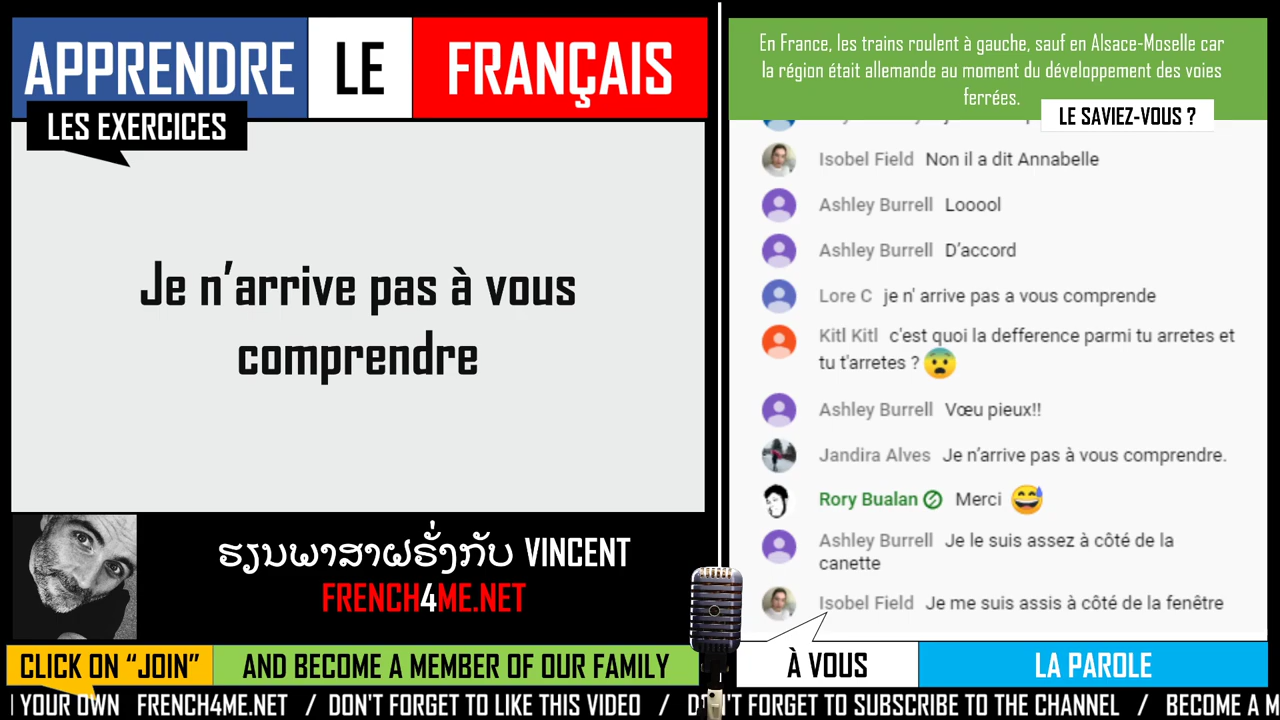 APPRENDRE LE FRANÇAIS
LES EXERCICES
Je n’arrive pas à vous
comprendre
ຮຽນພາສາຝຣັ່ງກັບ VINCENT
FRENCH4ME.NET
CLICK ON “JOIN” AND BECOME A MEMBER OF OUR FAMILY
En France, les trains roulent à gauche, sauf en Alsace-Moselle car
la région était allemande au moment du développement des voies
ferrées.
LE SAVIEZ-VOUS ?
Isobel Field Non il a dit Annabelle
Ashley Burrell Looool
Ashley Burrell D’accord
Lore C je n' arrive pas a vous comprende
Kitl Kitl c'est quoi la defference parmi tu arretes et
tu t'arretes ? 😨
Ashley Burrell Vœu pieux!!
Jandira Alves Je n’arrive pas à vous comprendre.
Rory Bualan Merci 😅
Ashley Burrell Je le suis assez à côté de la
canette
Isobel Field Je me suis assis à côté de la fenêtre
À VOUS LA PAROLE
YOUR OWN FRENCH4ME.NET / DON'T FORGET TO LIKE THIS VIDEO / DON'T FORGET TO SUBSCRIBE TO THE CHANNEL / BECOME A M